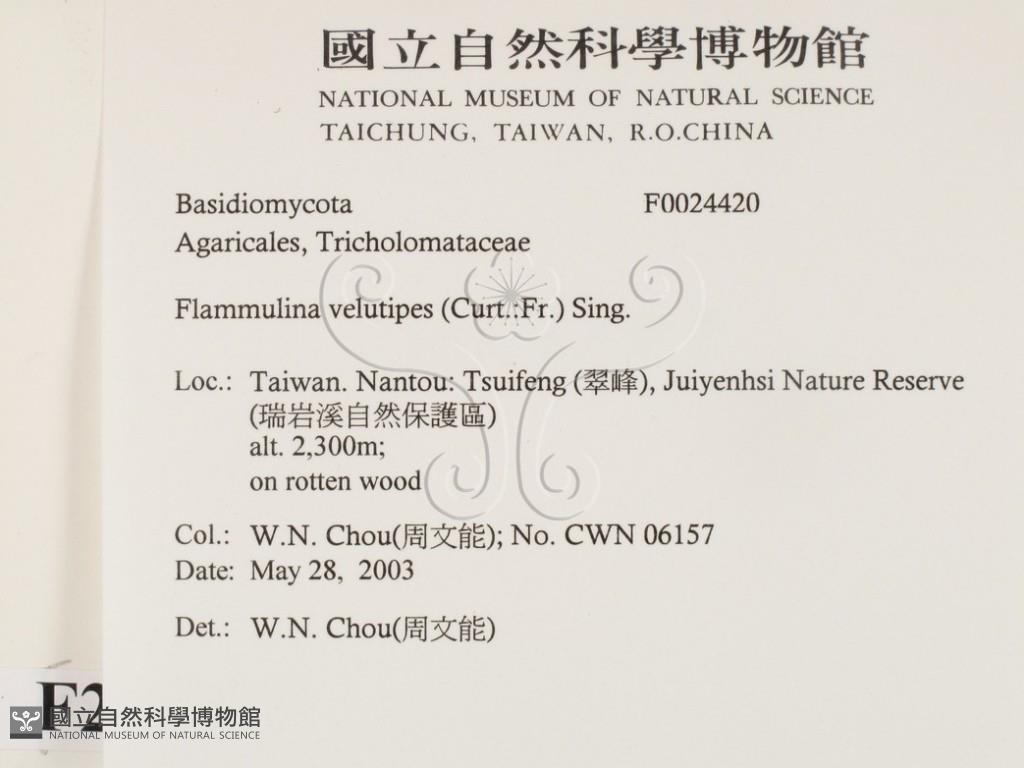 國立自然科學博物館
NATIONAL MUSEUM OF NATURAL SCIENCE
TAICHUNG, TAIWAN, R.O.CHINA
Basidiomycota F0024420
Agaricales, Tricholomataceae
Flammulina velutipes (Curt.:Fr.) Sing.
Loc.: Taiwan. Nantou: Tsuifeng (翠峰), Juiyenhsi Nature Reserve
(瑞岩溪自然保護區)
alt. 2,300m;
on rotten wood
Col.: W.N. Chou(周文能); No. CWN 06157
Date: May 28, 2003
Det.: W.N. Chou(周文能)
F2
國立自然科學博物館
NATIONAL MUSEUM OF NATURAL SCIENCE